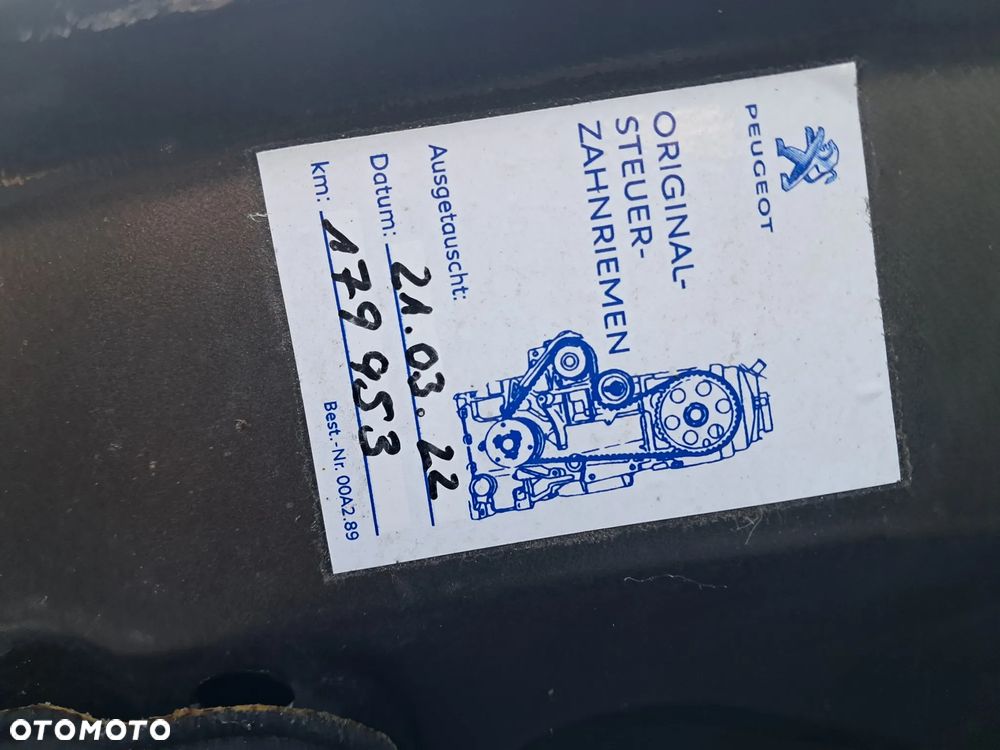 PEUGEOT
ORIGINAL-
STEUER-
ZAHNRIEMEN
Ausgetauscht:
Datum: 21.03.22
km: 179 953
Best.-Nr. 00A2.89
OTOMOTO